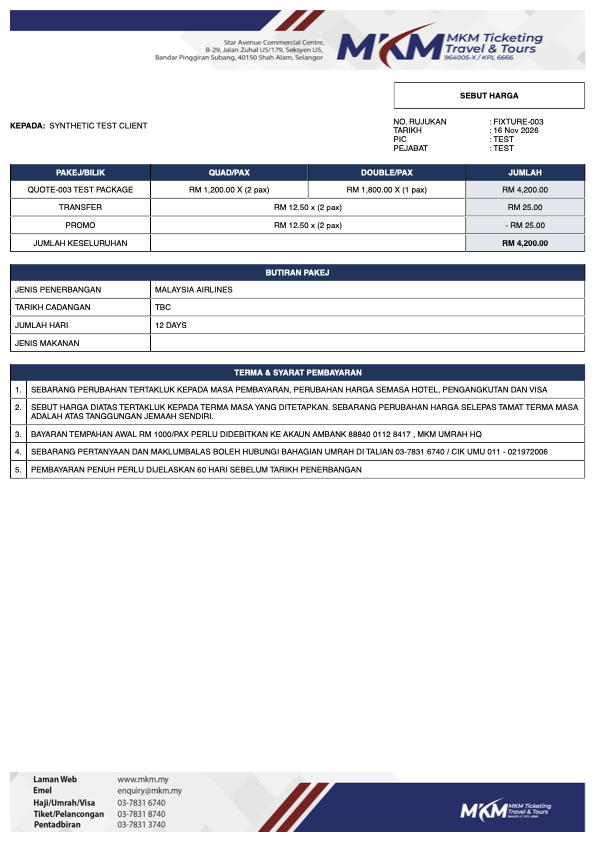 Star Avenue Commercial Centre,
B-29, Jalan Zuhal U5/179, Seksyen U5,
Bandar Pinggiran Subang, 40150 Shah Alam, Selangor
MKM
MKM Ticketing
Travel & Tours
964005-X / KPL 6666
SEBUT HARGA
KEPADA: SYNTHETIC TEST CLIENT
NO. RUJUKAN : FIXTURE-003
TARIKH : 16 Nov 2026
PIC : TEST
PEJABAT : TEST
PAKEJ/BILIK QUAD/PAX DOUBLE/PAX JUMLAH
QUOTE-003 TEST PACKAGE RM 1,200.00 X (2 pax) RM 1,800.00 X (1 pax) RM 4,200.00
TRANSFER RM 12.50 x (2 pax) RM 25.00
PROMO RM 12.50 x (2 pax) - RM 25.00
JUMLAH KESELURUHAN RM 4,200.00
BUTIRAN PAKEJ
JENIS PENERBANGAN MALAYSIA AIRLINES
TARIKH CADANGAN TBC
JUMLAH HARI 12 DAYS
JENIS MAKANAN
TERMA & SYARAT PEMBAYARAN
1. SEBARANG PERUBAHAN TERTAKLUK KEPADA MASA PEMBAYARAN, PERUBAHAN HARGA SEMASA HOTEL, PENGANGKUTAN DAN VISA
2. SEBUT HARGA DIATAS TERTAKLUK KEPADA TERMA MASA YANG DITETAPKAN. SEBARANG PERUBAHAN HARGA SELEPAS TAMAT TERMA MASA
ADALAH ATAS TANGGUNGAN JEMAAH SENDIRI.
3. BAYARAN TEMPAHAN AWAL RM 1000/PAX PERLU DIDEBITKAN KE AKAUN AMBANK 88840 0112 8417 , MKM UMRAH HQ
4. SEBARANG PERTANYAAN DAN MAKLUMBALAS BOLEH HUBUNGI BAHAGIAN UMRAH DI TALIAN 03-7831 6740 / CIK UMU 011 - 021972006
5. PEMBAYARAN PENUH PERLU DIJELASKAN 60 HARI SEBELUM TARIKH PENERBANGAN
Laman Web www.mkm.my
Emel enquiry@mkm.my
Haji/Umrah/Visa 03-7831 6740
Tiket/Pelancongan 03-7831 8740
Pentadbiran 03-7831 3740
MKM
MKM Ticketing
Travel & Tours